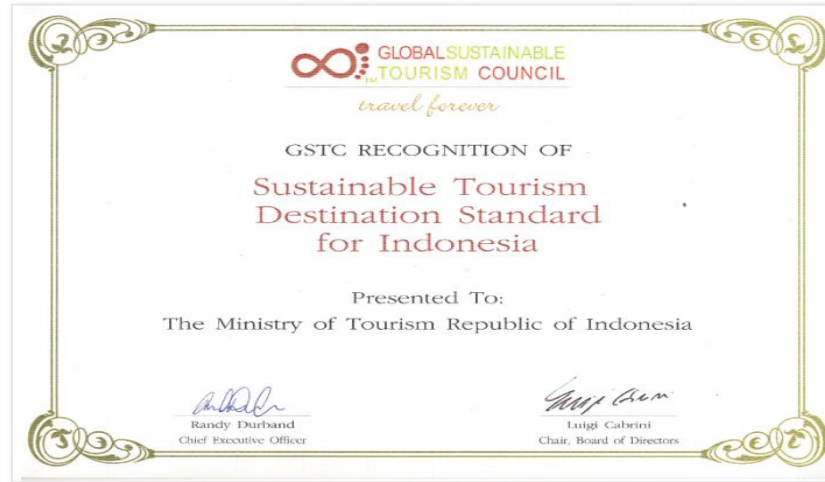 GLOBAL SUSTAINABLE
TOURISM COUNCIL
travel forever
GSTC RECOGNITION OF
Sustainable Tourism
Destination Standard
for Indonesia
Presented To:
The Ministry of Tourism Republic of Indonesia
Randy Durband
Luigi Cabrini
Chief Executive Officer
Chair, Board of Directors